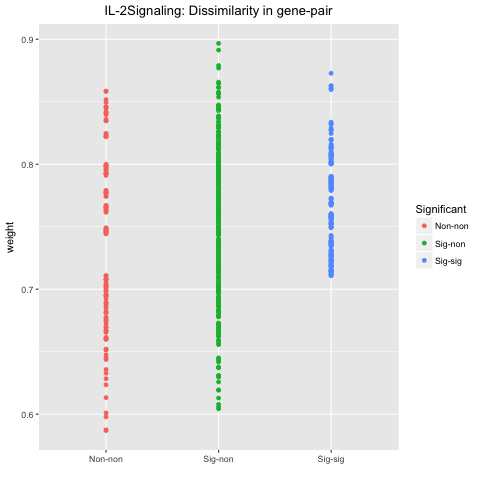 IL-2Signaling: Dissimilarity in gene-pair
weight
0.9
0.8
0.7
0.6
Non-non
Sig-non
Sig-sig
Significant
Non-non
Sig-non
Sig-sig